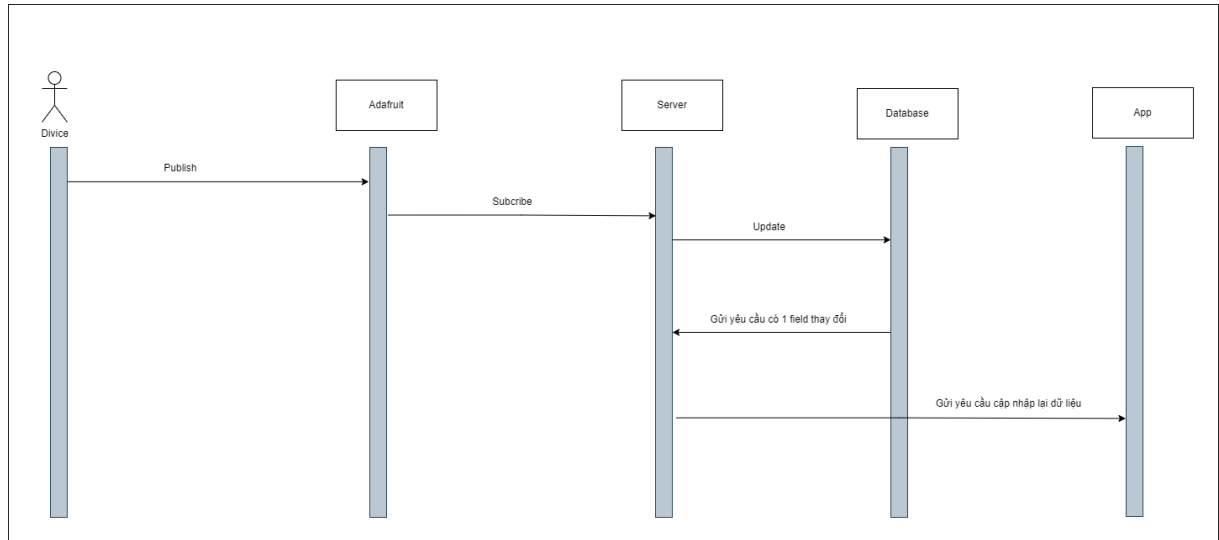 Divice
Adafruit
Server
Database
App
Publish
Subcribe
Update
Gửi yêu cầu có 1 field thay đổi
Gửi yêu cầu cập nhập lại dữ liệu